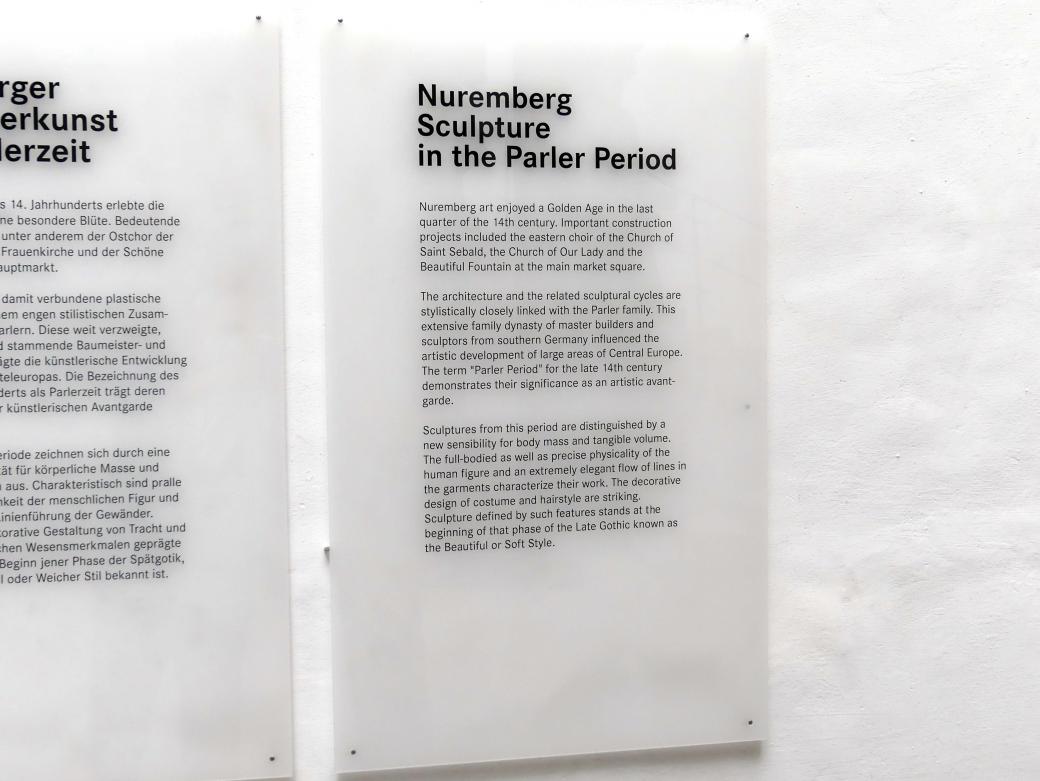 rger
erkunst
lerzeit
s 14. Jahrhunderts erlebte die
ne besondere Blüte. Bedeutende
unter anderem der Ostchor der
Frauenkirche und der Schöne
auptmarkt.
damit verbundene plastische
em engen stilistischen Zusam-
arlern. Diese weit verzweigte,
d stammende Baumeister- und
ägte die künstlerische Entwicklung
teleuropas. Die Bezeichnung des
derts als Parlerzeit trägt deren
r künstlerischen Avantgarde
eriode zeichnen sich durch eine
tät für körperliche Masse und
n aus. Charakteristisch sind pralle
hkeit der menschlichen Figur und
Linienführung der Gewänder.
korative Gestaltung von Tracht und
chen Wesensmerkmalen geprägte
Beginn jener Phase der Spätgotik,
l oder Weicher Stil bekannt ist.
Nuremberg
Sculpture
in the Parler Period
Nuremberg art enjoyed a Golden Age in the last
quarter of the 14th century. Important construction
projects included the eastern choir of the Church of
Saint Sebald, the Church of Our Lady and the
Beautiful Fountain at the main market square.
The architecture and the related sculptural cycles are
stylistically closely linked with the Parler family. This
extensive family dynasty of master builders and
sculptors from southern Germany influenced the
artistic development of large areas of Central Europe.
The term "Parler Period" for the late 14th century
demonstrates their significance as an artistic avant-
garde.
Sculptures from this period are distinguished by a
new sensibility for body mass and tangible volume.
The full-bodied as well as precise physicality of the
human figure and an extremely elegant flow of lines in
the garments characterize their work. The decorative
design of costume and hairstyle are striking.
Sculpture defined by such features stands at the
beginning of that phase of the Late Gothic known as
the Beautiful or Soft Style.